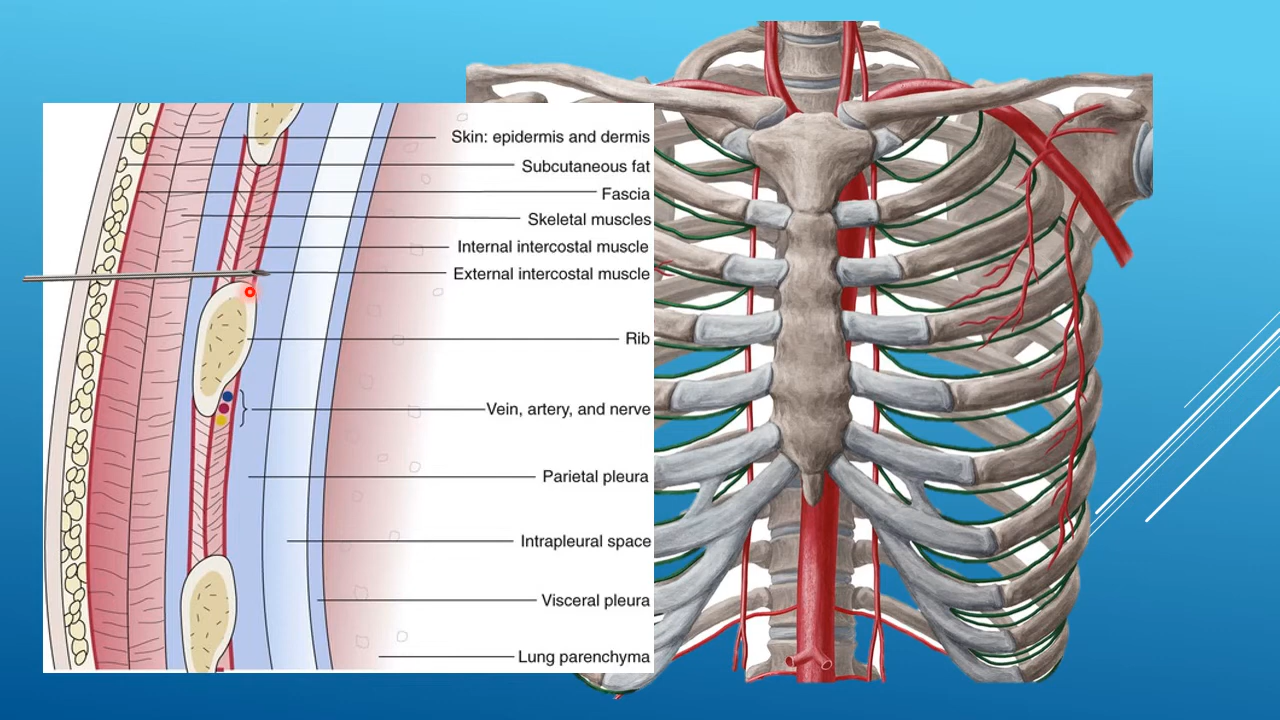 Skin: epidermis and dermis
Subcutaneous fat
Fascia
Skeletal muscles
Internal intercostal muscle
External intercostal muscle
Rib
Vein, artery, and nerve
Parietal pleura
Intrapleural space
Visceral pleura
Lung parenchyma